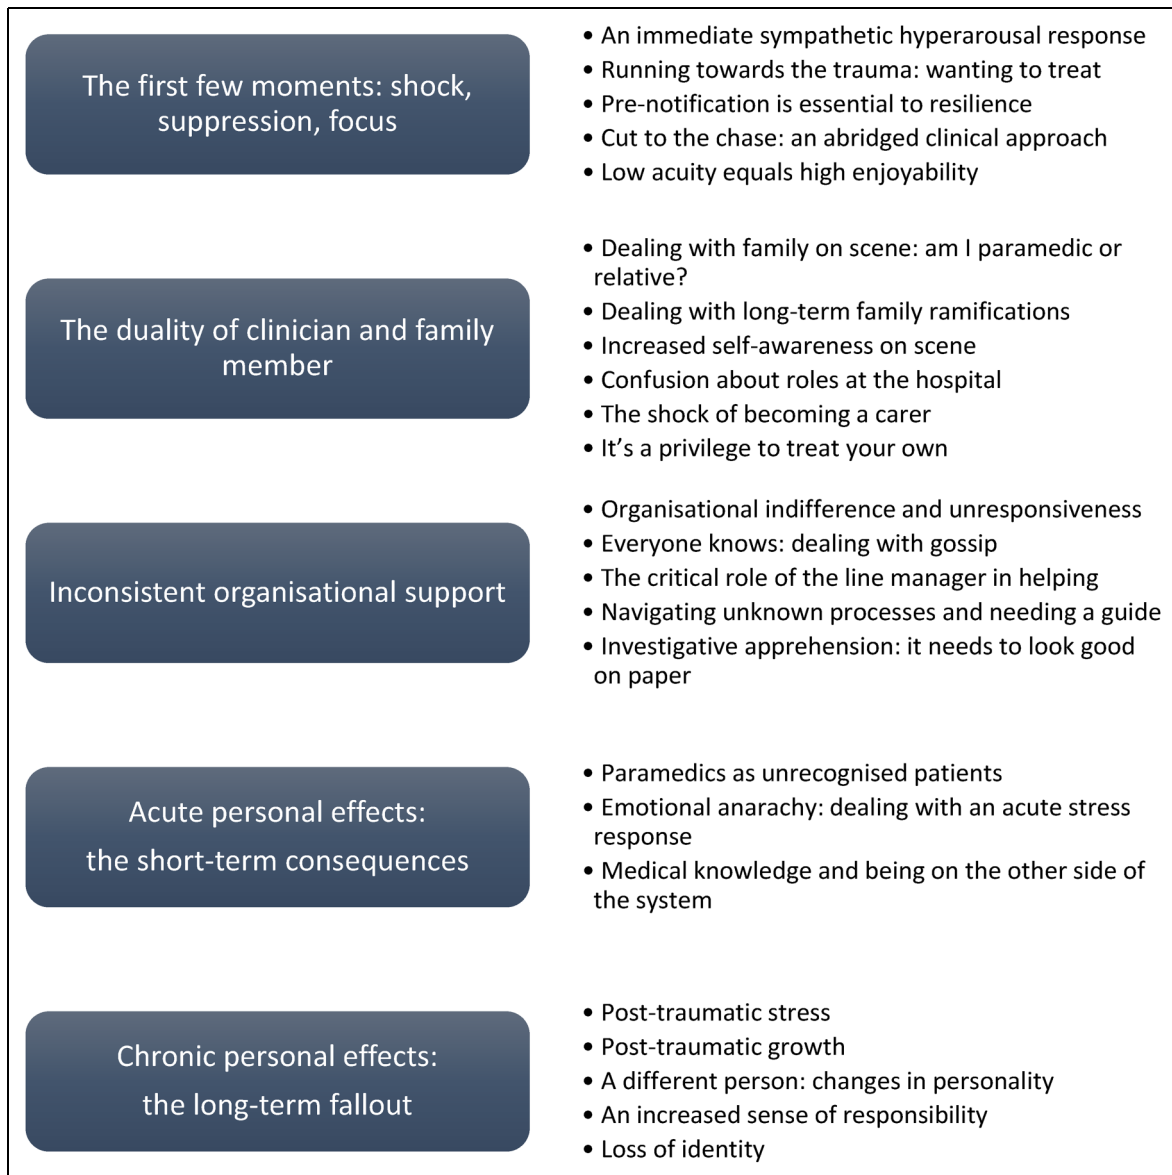 The first few moments: shock,
suppression, focus
• An immediate sympathetic hyperarousal response
• Running towards the trauma: wanting to treat
• Pre-notification is essential to resilience
• Cut to the chase: an abridged clinical approach
• Low acuity equals high enjoyability
The duality of clinician and family
member
• Dealing with family on scene: am I paramedic or
relative?
• Dealing with long-term family ramifications
• Increased self-awareness on scene
• Confusion about roles at the hospital
• The shock of becoming a carer
• It’s a privilege to treat your own
Inconsistent organisational support
• Organisational indifference and unresponsiveness
• Everyone knows: dealing with gossip
• The critical role of the line manager in helping
• Navigating unknown processes and needing a guide
• Investigative apprehension: it needs to look good
on paper
Acute personal effects:
the short-term consequences
• Paramedics as unrecognised patients
• Emotional anarchy: dealing with an acute stress
response
• Medical knowledge and being on the other side of
the system
Chronic personal effects:
the long-term fallout
• Post-traumatic stress
• Post-traumatic growth
• A different person: changes in personality
• An increased sense of responsibility
• Loss of identity